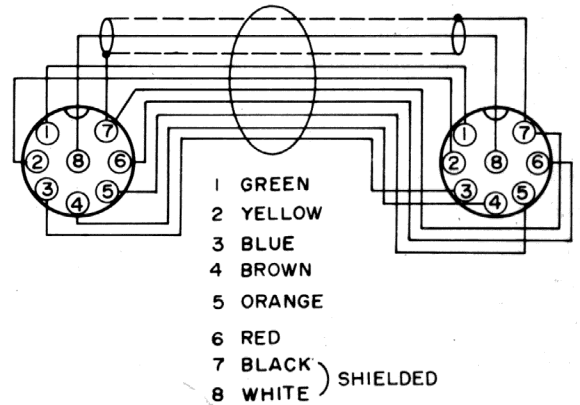 1 7 2 8 6 3 5 4
1 7 2 8 6 3 4 5
1 GREEN
2 YELLOW
3 BLUE
4 BROWN
5 ORANGE
6 RED
7 BLACK
8 WHITE
) SHIELDED